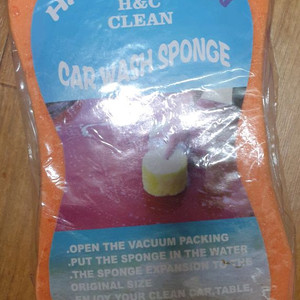 H&C
CLEAN
CAR WASH SPONGE
.OPEN THE VACUUM PACKING
.PUT THE SPONGE IN THE WATER
.THE SPONGE EXPANSION TO THE
ORIGINAL SIZE
.ENJOY YOUR CLEAN CAR,TABLE,